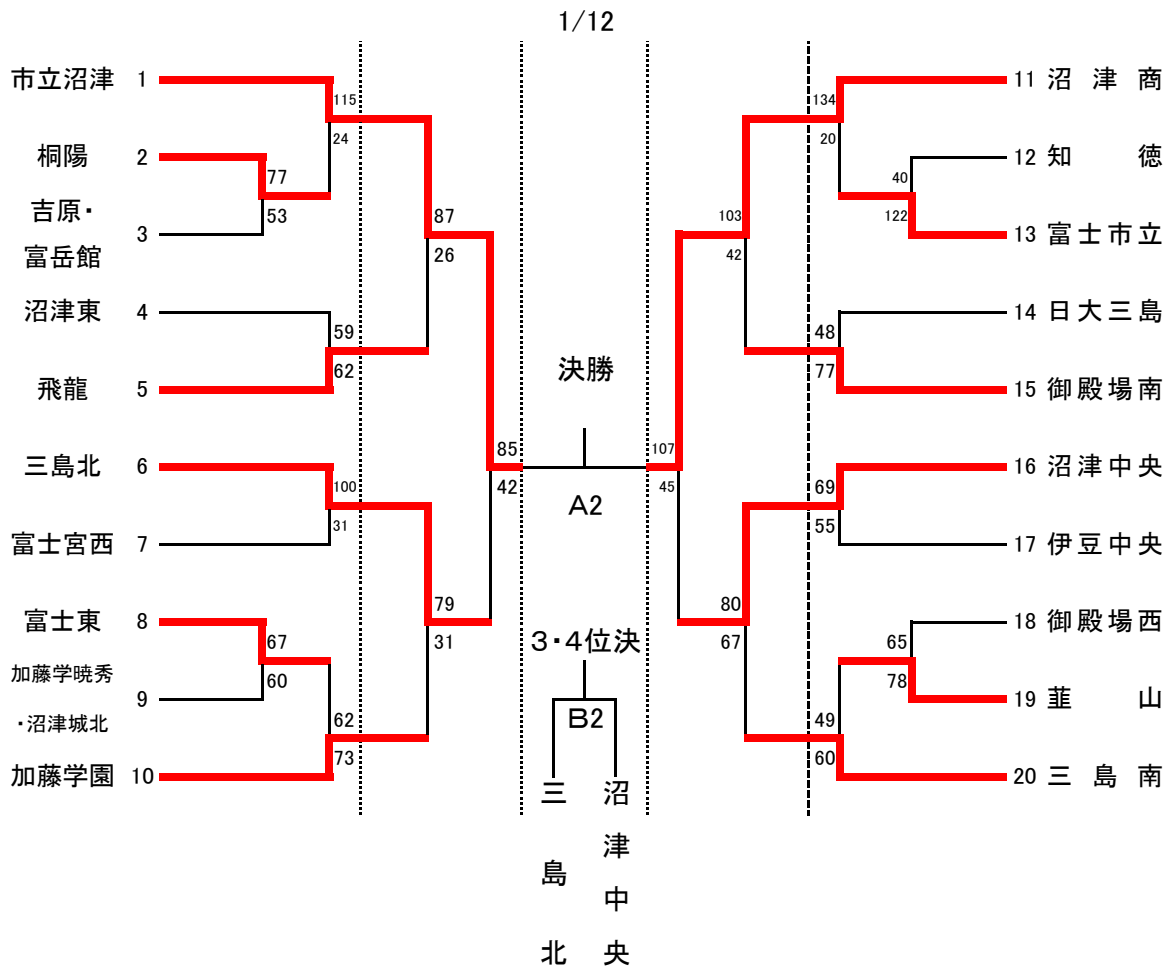 1/12
市立沼津 1
115
24
桐陽 2
77
53
吉原・
3
富岳館
87
26
沼津東 4
59
62
飛龍 5
三島北 6
100
31
富士宮西 7
85
42
79
31
富士東 8
67
60
加藤学暁秀
9
・沼津城北
62
73
加藤学園 10
決勝
A2
3・4位決
B2
三島北
沼津中央
11 沼津商
134
20
12 知徳
40
122
13 富士市立
103
42
14 日大三島
48
77
15 御殿場南
107
45
16 沼津中央
69
55
17 伊豆中央
80
67
18 御殿場西
65
78
19 韮山
49
60
20 三島南